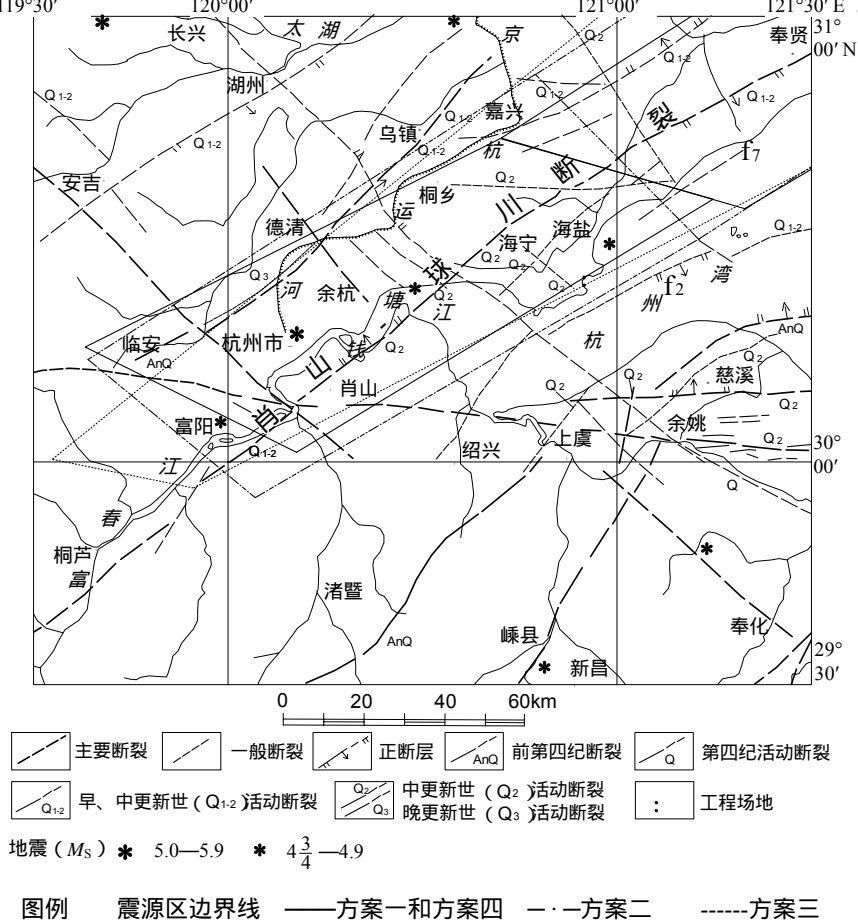 119°30′ 120°00′ 121°00′ 121°30′ E
31°
00′ N
长兴 太 湖 京 Q2 奉贤
Q1-2
湖州
Q1-2 Q1-2 嘉兴 Q1-2
Q1-2
乌镇 Q1-2 裂
Q1-2 杭 f7
安吉 断
Q2
桐乡
运 川
德清 海宁 海盐 Q1-2
Q2 Q2
Q3 河 余杭 球
塘 Q2 江 Q2 f2 湾
州
临安 杭州市 钱 杭 AnQ
AnQ Q2 Q2
山 慈溪
肖山 Q2 Q2
肖 Q2
富阳 余姚
绍兴 上虞 Q2
Q1-2
30°
00′
江 Q
春
桐芦
富
渚暨
嵊县 奉化
AnQ 新昌
29°
30′
0 20 40 60km
主要断裂 一般断裂 正断层 AnQ 前第四纪断裂 Q 第四纪活动断裂
Q1-2 早、中更新世(Q1-2)活动断裂 Q2 Q3 中更新世(Q2)活动断裂
晚更新世(Q3)活动断裂 工程场地
地震(MS) 5.0—5.9 4 3/4 —4.9
图例 震源区边界线 ——方案一和方案四 —·—方案二 ------方案三